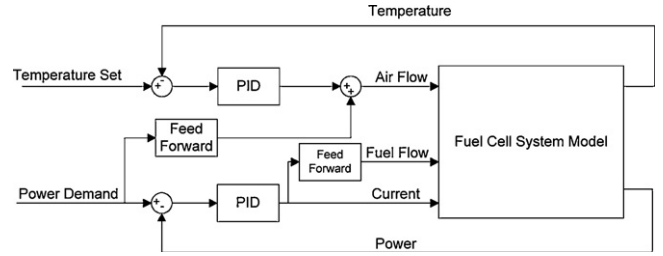 Temperature
Temperature Set
+
-
PID
+
+
Air Flow
Feed
Forward
Feed
Forward
Fuel Flow
Fuel Cell System Model
Power Demand
+
-
PID
Current
Power